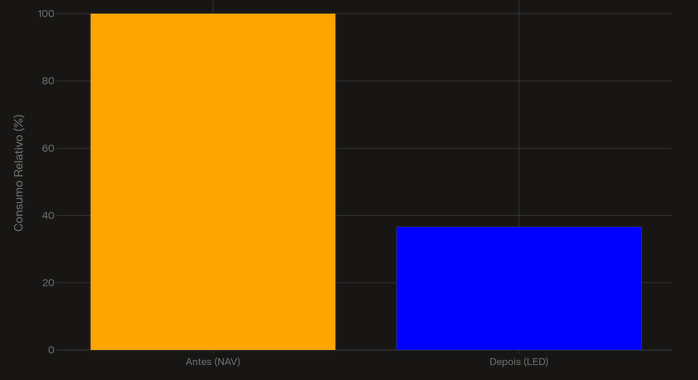 Consumo Relativo (%)
100
80
60
40
20
0
Antes (NAV)
Depois (LED)